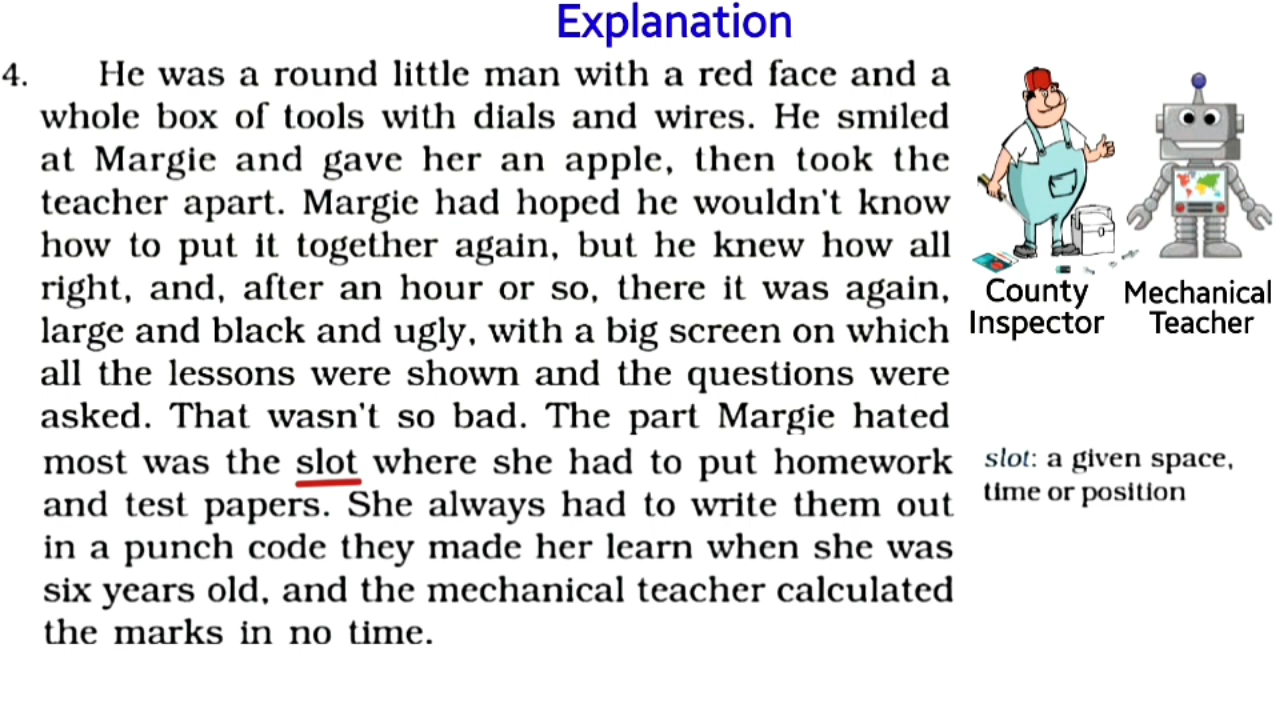 Explanation
4. He was a round little man with a red face and a
whole box of tools with dials and wires. He smiled
at Margie and gave her an apple, then took the
teacher apart. Margie had hoped he wouldn't know
how to put it together again, but he knew how all
right, and, after an hour or so, there it was again,
large and black and ugly, with a big screen on which
all the lessons were shown and the questions were
asked. That wasn't so bad. The part Margie hated
most was the slot where she had to put homework
and test papers. She always had to write them out
in a punch code they made her learn when she was
six years old, and the mechanical teacher calculated
the marks in no time.
County
Inspector
Mechanical
Teacher
slot: a given space,
time or position